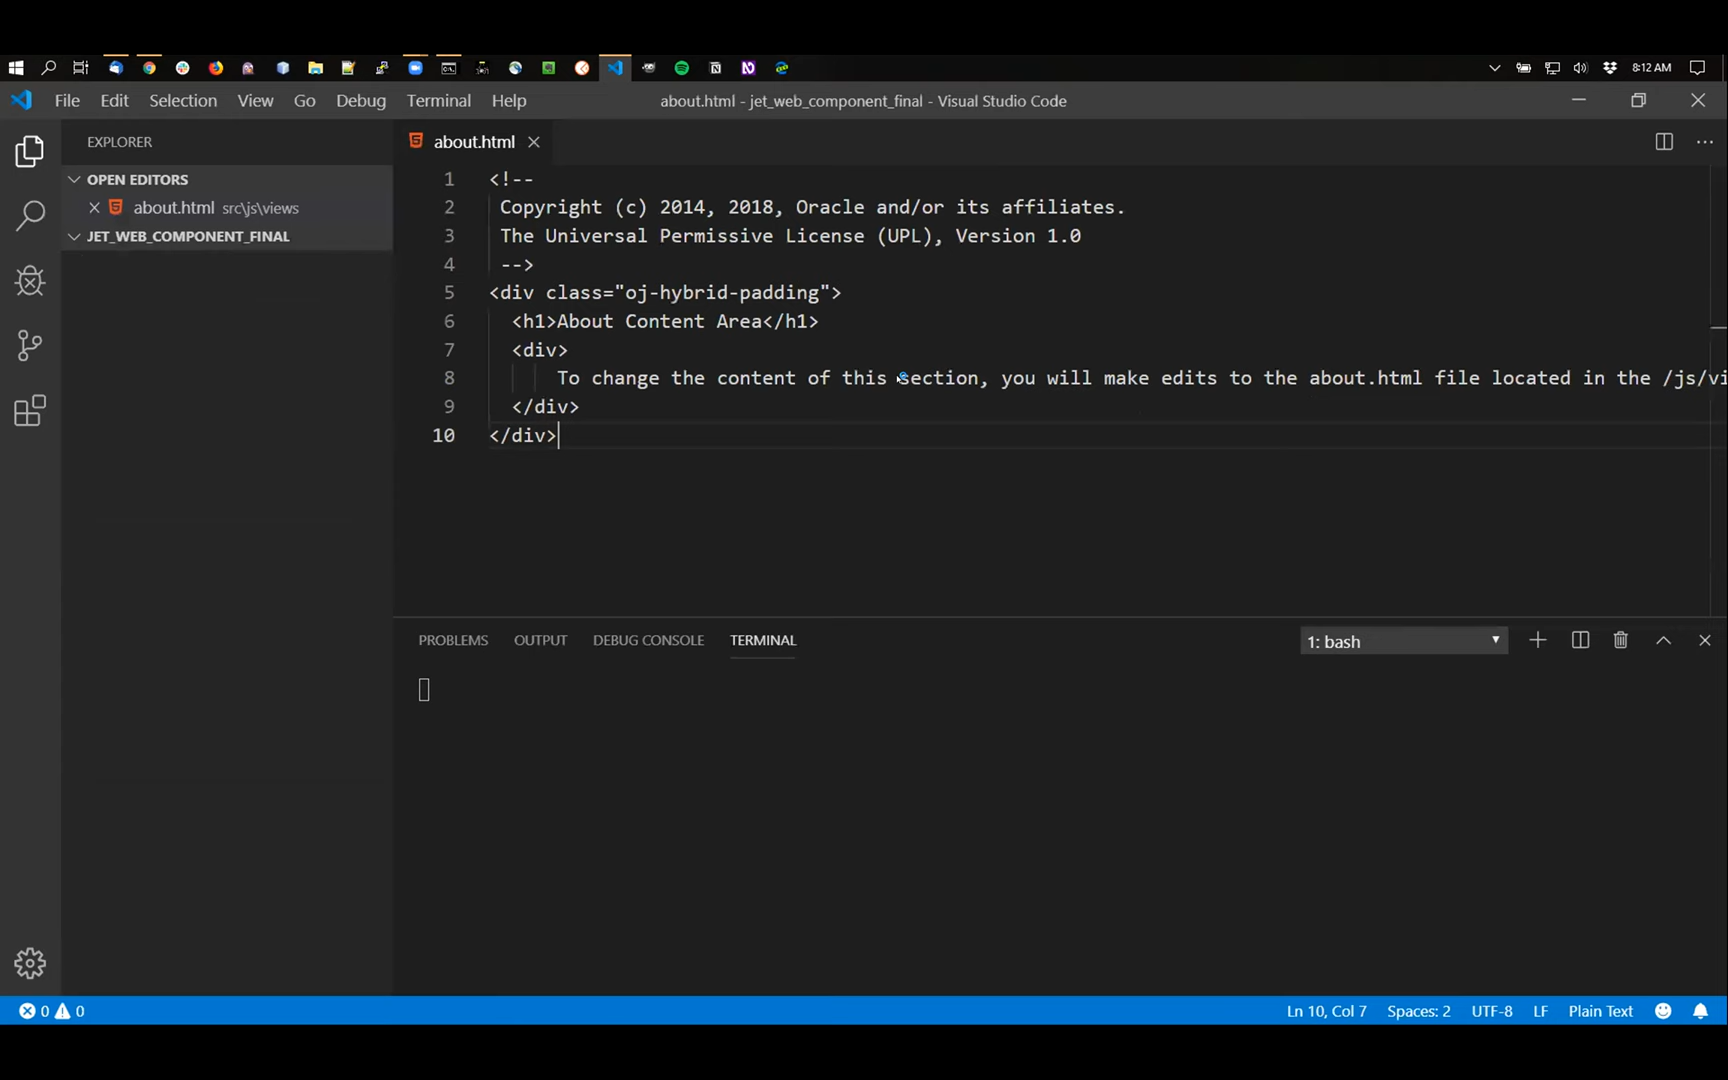 8:12 AM
File Edit Selection View Go Debug Terminal Help
about.html - jet_web_component_final - Visual Studio Code
EXPLORER
OPEN EDITORS
about.html src\js\views
JET_WEB_COMPONENT_FINAL
about.html
1 <!--
2 Copyright (c) 2014, 2018, Oracle and/or its affiliates.
3 The Universal Permissive License (UPL), Version 1.0
4 -->
5 <div class="oj-hybrid-padding">
6 <h1>About Content Area</h1>
7 <div>
8 To change the content of this section, you will make edits to the about.html file located in the /js/vi
9 </div>
10 </div>
PROBLEMS OUTPUT DEBUG CONSOLE TERMINAL
1: bash
0 0
Ln 10, Col 7 Spaces: 2 UTF-8 LF Plain Text